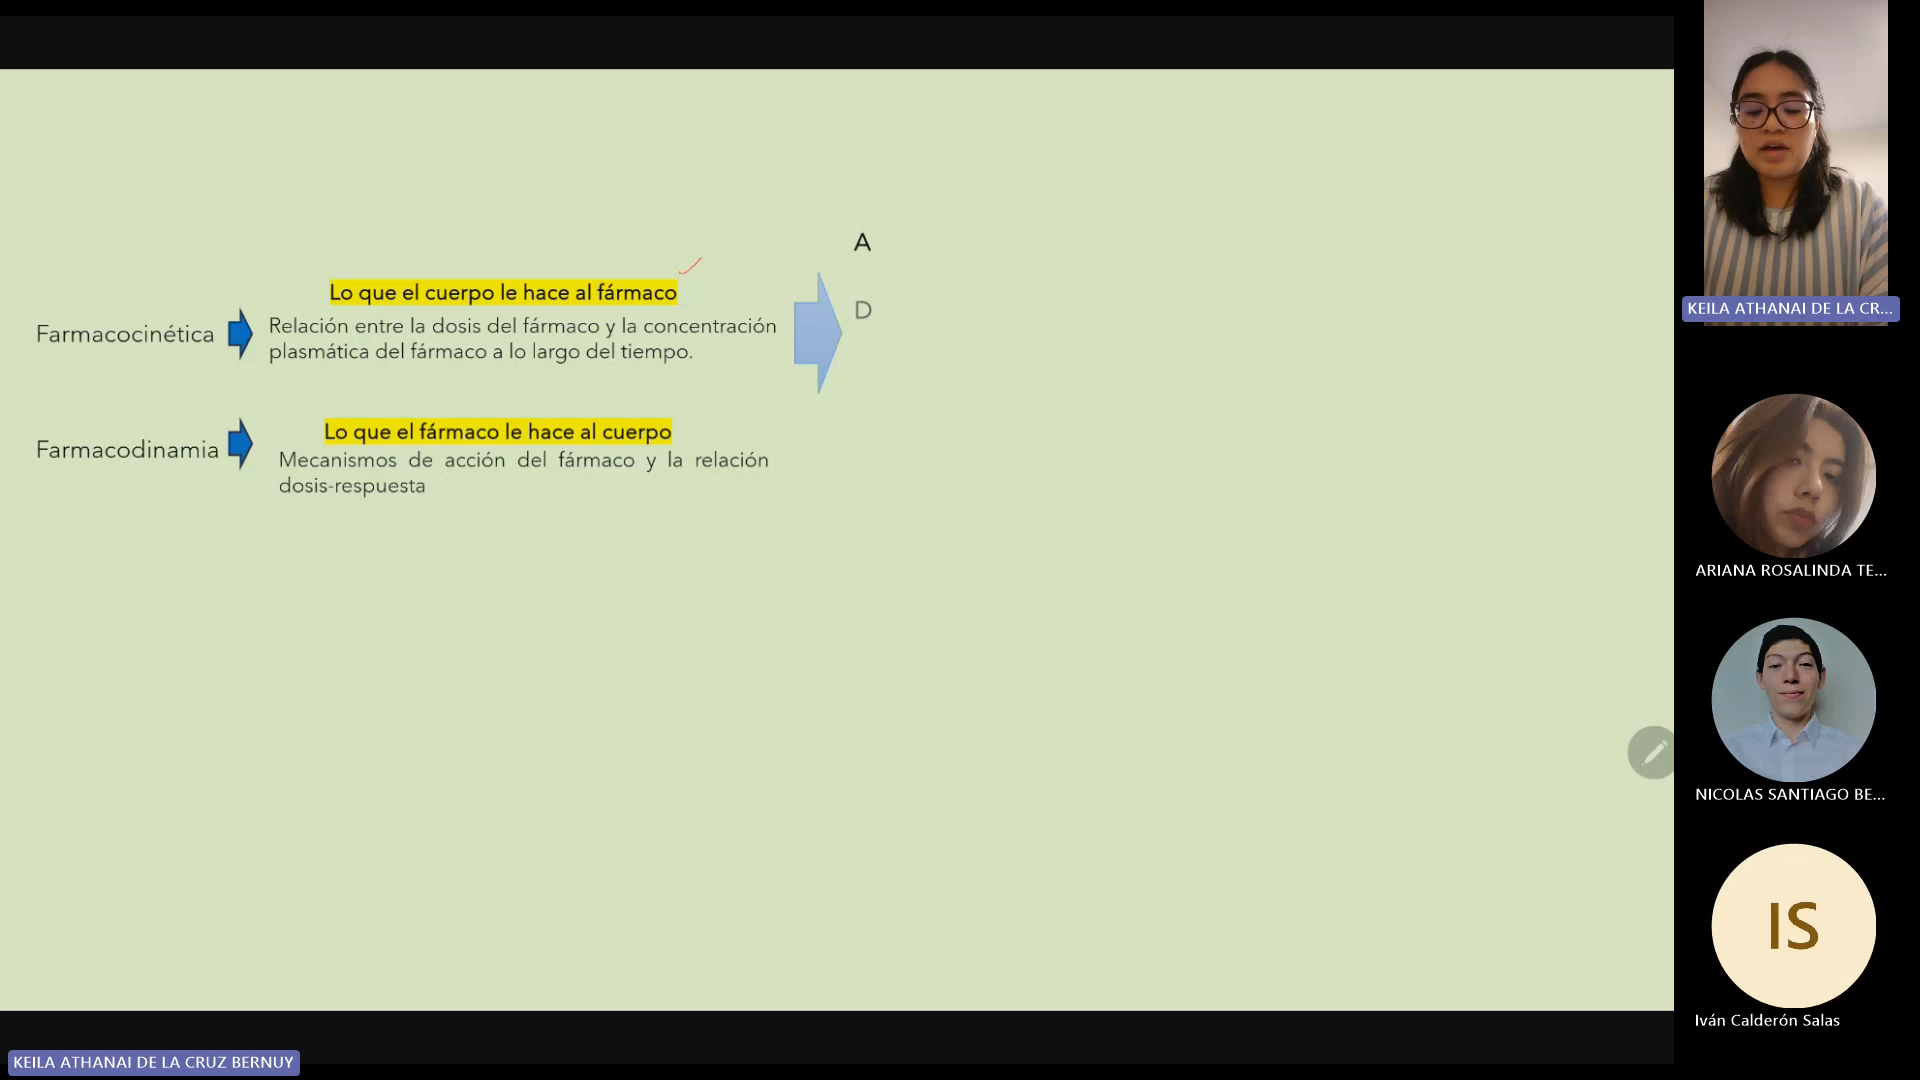 A
Lo que el cuerpo le hace al fármaco
D
Farmacocinética
Relación entre la dosis del fármaco y la concentración
plasmática del fármaco a lo largo del tiempo.
Lo que el fármaco le hace al cuerpo
Farmacodinamia
Mecanismos de acción del fármaco y la relación
dosis-respuesta
KEILA ATHANAI DE LA CR...
ARIANA ROSALINDA TE...
NICOLAS SANTIAGO BE...
IS
Iván Calderón Salas
KEILA ATHANAI DE LA CRUZ BERNUY